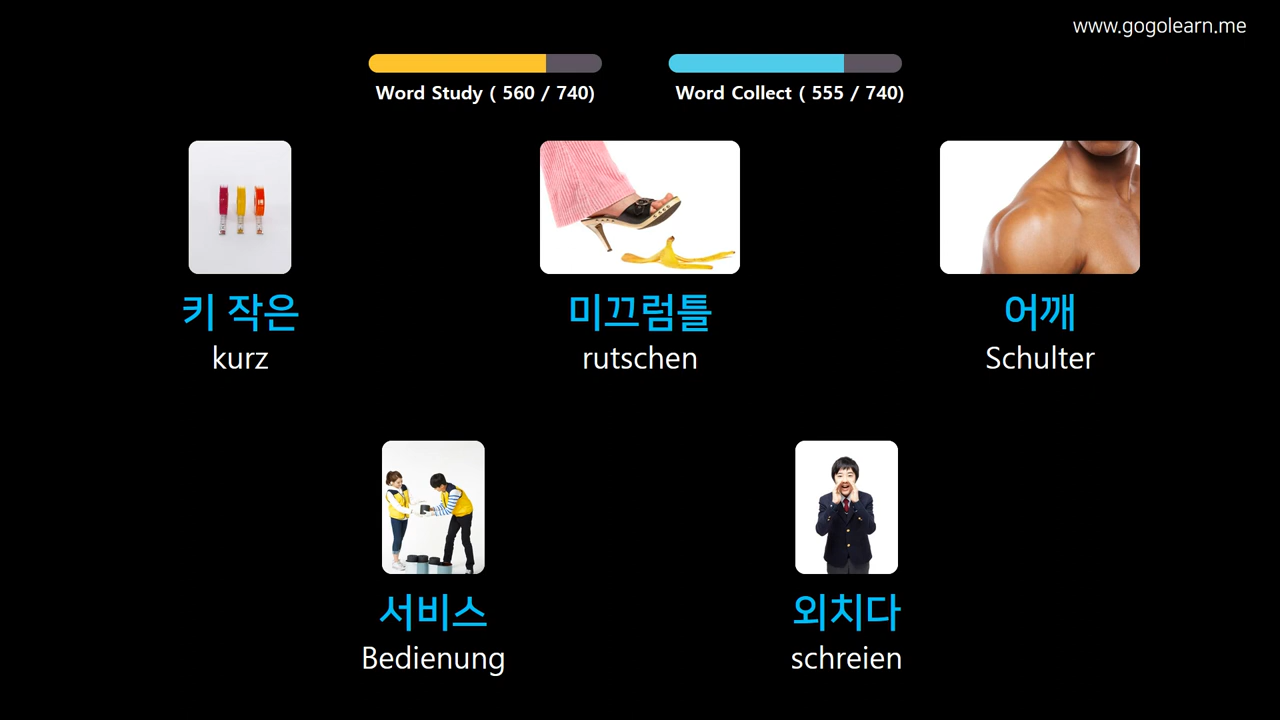 www.gogolearn.me
Word Study ( 560 / 740)
Word Collect ( 555 / 740)
키 작은
kurz
미끄럼틀
rutschen
어깨
Schulter
서비스
Bedienung
외치다
schreien